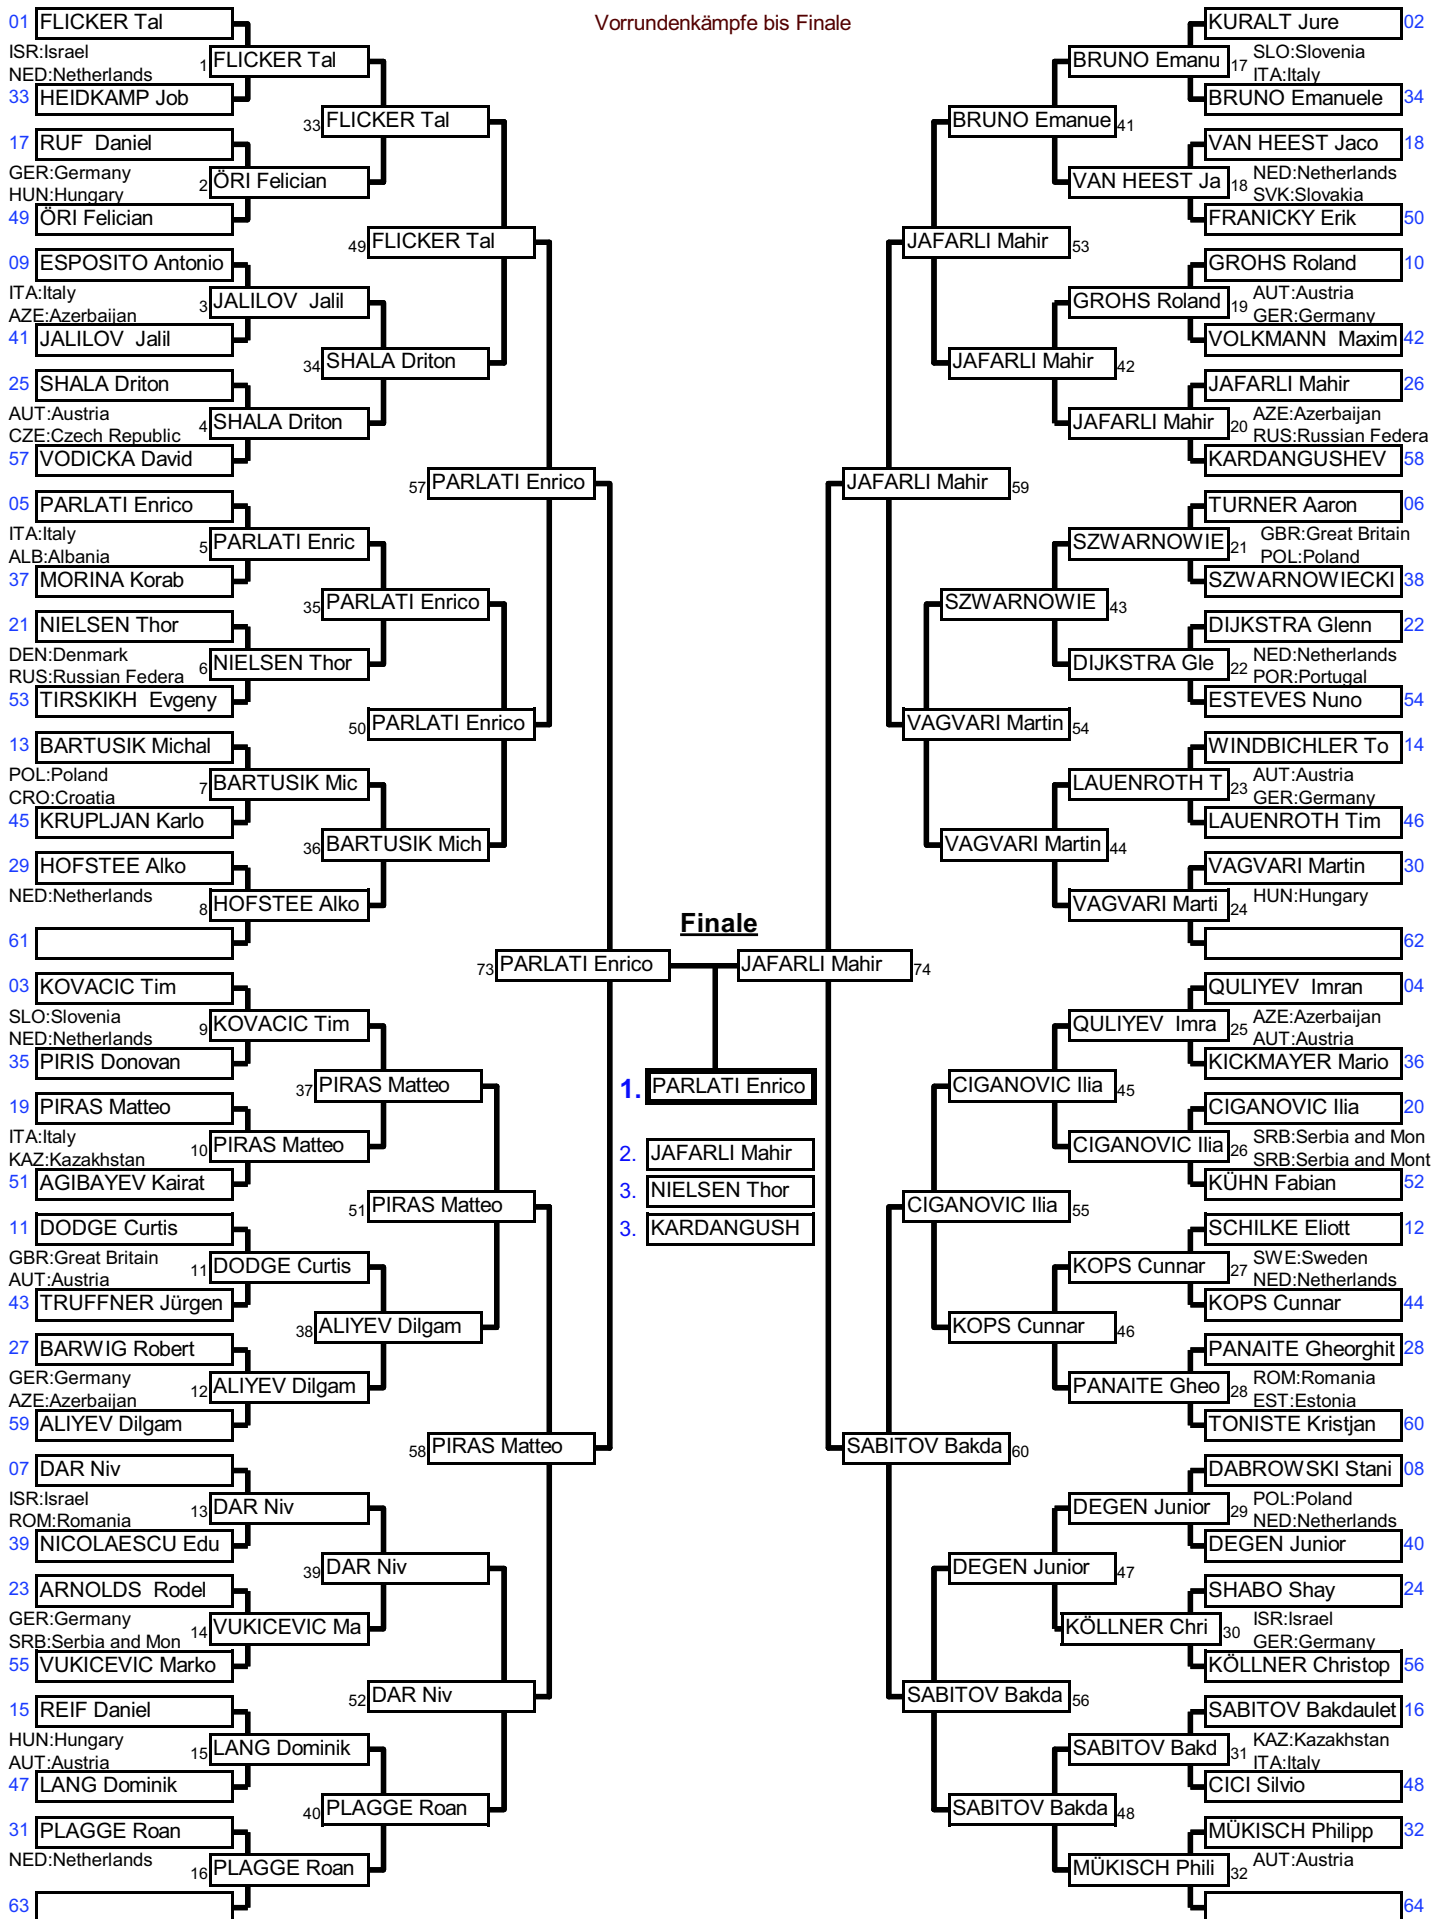 Vorrundenkämpfe bis Finale
01 FLICKER Tal
ISR:Israel
NED:Netherlands
33 HEIDKAMP Job
17 RUF  Daniel
GER:Germany
HUN:Hungary
49 ÖRI Felician
09 ESPOSITO Antonio
ITA:Italy
AZE:Azerbaijan
41 JALILOV  Jalil
25 SHALA Driton
AUT:Austria
CZE:Czech Republic
57 VODICKA David
05 PARLATI Enrico
ITA:Italy
ALB:Albania
37 MORINA Korab
21 NIELSEN Thor
DEN:Denmark
RUS:Russian Federa
53 TIRSKIKH  Evgeny
13 BARTUSIK Michal
POL:Poland
CRO:Croatia
45 KRUPLJAN Karlo
29 HOFSTEE Alko
NED:Netherlands
61
03 KOVACIC Tim
SLO:Slovenia
NED:Netherlands
35 PIRIS Donovan
19 PIRAS Matteo
ITA:Italy
KAZ:Kazakhstan
51 AGIBAYEV Kairat
11 DODGE Curtis
GBR:Great Britain
AUT:Austria
43 TRUFFNER Jürgen
27 BARWIG Robert
GER:Germany
AZE:Azerbaijan
59 ALIYEV Dilgam
07 DAR Niv
ISR:Israel
ROM:Romania
39 NICOLAESCU Edu
23 ARNOLDS  Rodel
GER:Germany
SRB:Serbia and Mon
55 VUKICEVIC Marko
15 REIF Daniel
HUN:Hungary
AUT:Austria
47 LANG Dominik
31 PLAGGE Roan
NED:Netherlands
63
1 FLICKER Tal
2 ÖRI Felician
3 JALILOV  Jalil
4 SHALA Driton
5 PARLATI Enric
6 NIELSEN Thor
7 BARTUSIK Mic
8 HOFSTEE Alko
9 KOVACIC Tim
10 PIRAS Matteo
11 DODGE Curtis
12 ALIYEV Dilgam
13 DAR Niv
14 VUKICEVIC Ma
15 LANG Dominik
16 PLAGGE Roan
33 FLICKER Tal
34 SHALA Driton
35 PARLATI Enrico
36 BARTUSIK Mich
37 PIRAS Matteo
38 ALIYEV Dilgam
39 DAR Niv
40 PLAGGE Roan
49 FLICKER Tal
50 PARLATI Enrico
51 PIRAS Matteo
52 DAR Niv
57 PARLATI Enrico
58 PIRAS Matteo
Finale
73 PARLATI Enrico
JAFARLI Mahir 74
1. PARLATI Enrico
2. JAFARLI Mahir
3. NIELSEN Thor
3. KARDANGUSH
JAFARLI Mahir 59
SABITOV Bakda 60
JAFARLI Mahir 53
VAGVARI Martin 54
CIGANOVIC Ilia 55
SABITOV Bakda 56
BRUNO Emanue 41
JAFARLI Mahir 42
SZWARNOWIE 43
VAGVARI Martin 44
CIGANOVIC Ilia 45
KOPS Cunnar 46
DEGEN Junior 47
SABITOV Bakda 48
BRUNO Emanu 17
VAN HEEST Ja 18
GROHS Roland 19
JAFARLI Mahir 20
SZWARNOWIE 21
DIJKSTRA Gle 22
LAUENROTH T 23
VAGVARI Marti 24
QULIYEV  Imra 25
CIGANOVIC Ilia 26
KOPS Cunnar 27
PANAITE Gheo 28
DEGEN Junior 29
KÖLLNER Chri 30
SABITOV Bakd 31
MÜKISCH Phili 32
KURALT Jure 02
SLO:Slovenia
ITA:Italy
BRUNO Emanuele 34
VAN HEEST Jaco 18
NED:Netherlands
SVK:Slovakia
FRANICKY Erik 50
GROHS Roland 10
AUT:Austria
GER:Germany
VOLKMANN  Maxim 42
JAFARLI Mahir 26
AZE:Azerbaijan
RUS:Russian Federa
KARDANGUSHEV 58
TURNER Aaron 06
GBR:Great Britain
POL:Poland
SZWARNOWIECKI 38
DIJKSTRA Glenn 22
NED:Netherlands
POR:Portugal
ESTEVES Nuno 54
WINDBICHLER To 14
AUT:Austria
GER:Germany
LAUENROTH Tim 46
VAGVARI Martin 30
HUN:Hungary
62
QULIYEV  Imran 04
AZE:Azerbaijan
AUT:Austria
KICKMAYER Mario 36
CIGANOVIC Ilia 20
SRB:Serbia and Mon
SRB:Serbia and Mont
KÜHN Fabian 52
SCHILKE Eliott 12
SWE:Sweden
NED:Netherlands
KOPS Cunnar 44
PANAITE Gheorghit 28
ROM:Romania
EST:Estonia
TONISTE Kristjan 60
DABROWSKI Stani 08
POL:Poland
NED:Netherlands
DEGEN Junior 40
SHABO Shay 24
ISR:Israel
GER:Germany
KÖLLNER Christop 56
SABITOV Bakdaulet 16
KAZ:Kazakhstan
ITA:Italy
CICI Silvio 48
MÜKISCH Philipp 32
AUT:Austria
64